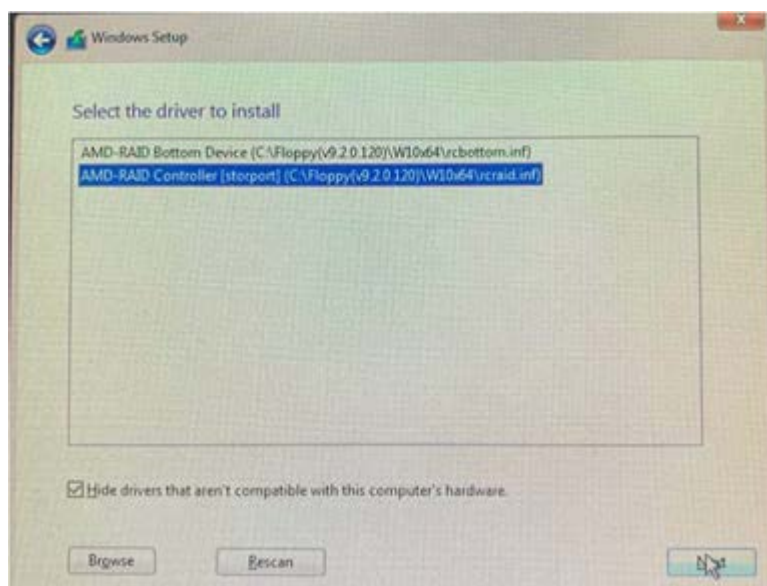 Windows Setup
Select the driver to install
AMD-RAID Bottom Device (C:\Floppy(v9.2.0.120)\W10x64\rcbottom.inf)
AMD-RAID Controller [storport] (C:\Floppy(v9.2.0.120)\W10x64\rcraid.inf)
Hide drivers that aren't compatible with this computer's hardware.
Browse
Rescan